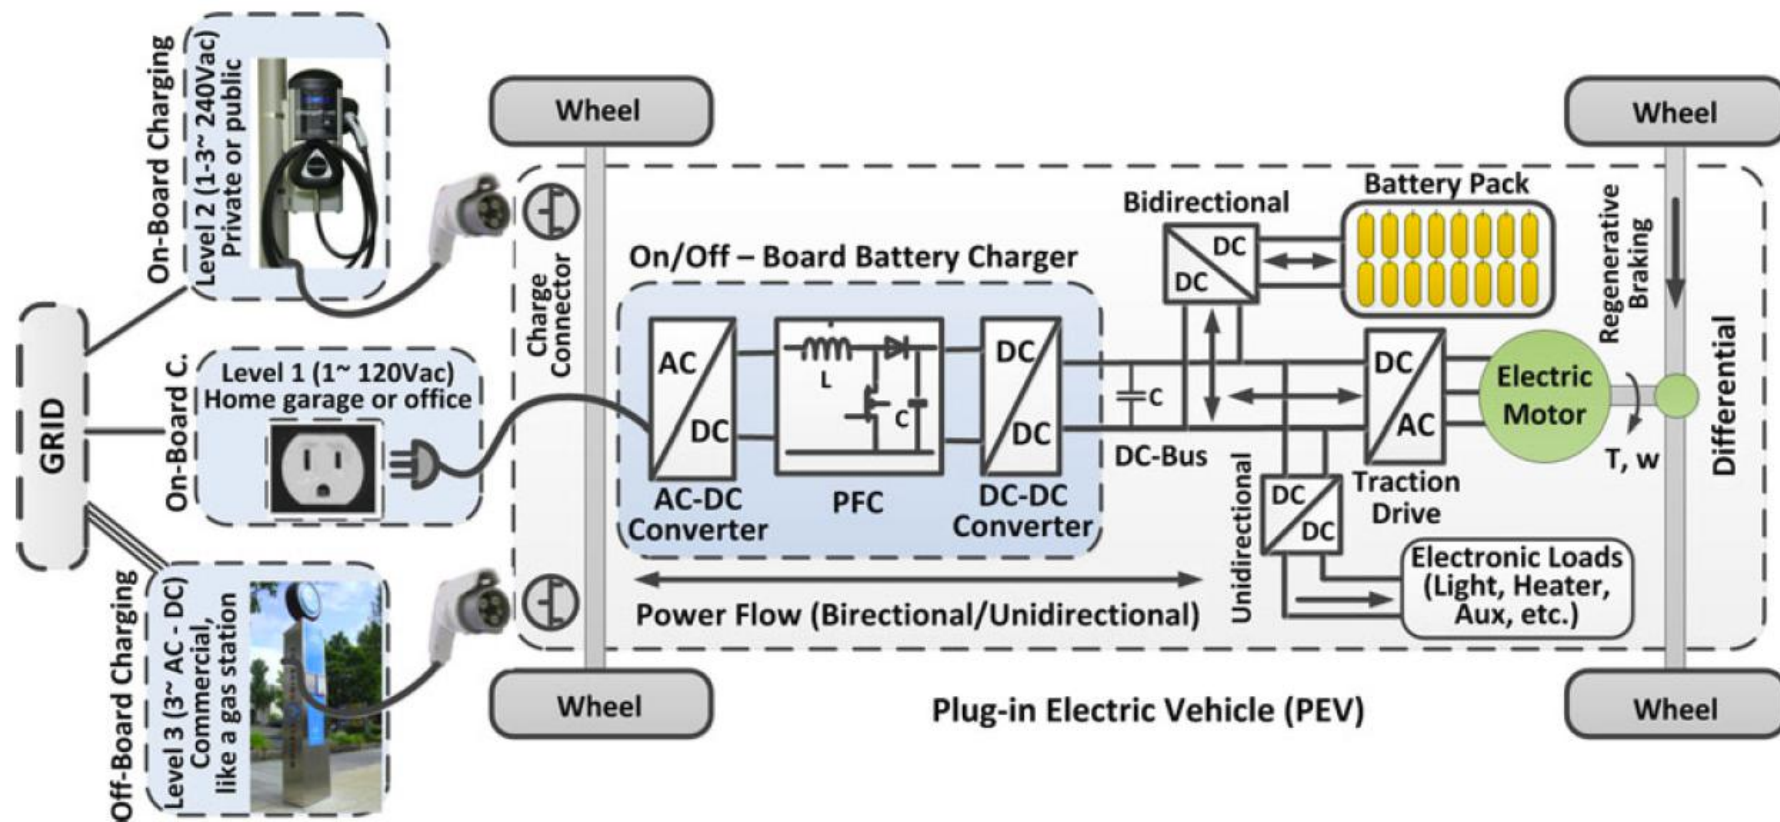 On-Board Charging
Level 2 (1-3~ 240Vac)
Private or public
GRID
On-Board C.
Level 1 (1~ 120Vac)
Home garage or office
Off-Board Charging
Level 3 (3~ AC - DC)
Commercial,
like a gas station
Wheel
Wheel
Charge
Connector
On/Off – Board Battery Charger
AC
DC
AC-DC
Converter
L
C
PFC
DC
DC
DC-DC
Converter
Power Flow (Birectional/Unidirectional)
C
DC-Bus
Bidirectional
DC
DC
Battery Pack
Unidirectional
DC
DC
Electronic Loads
(Light, Heater,
Aux, etc.)
DC
AC
Traction
Drive
Electric
Motor
T, w
Regenerative
Braking
Differential
Wheel
Wheel
Plug-in Electric Vehicle (PEV)